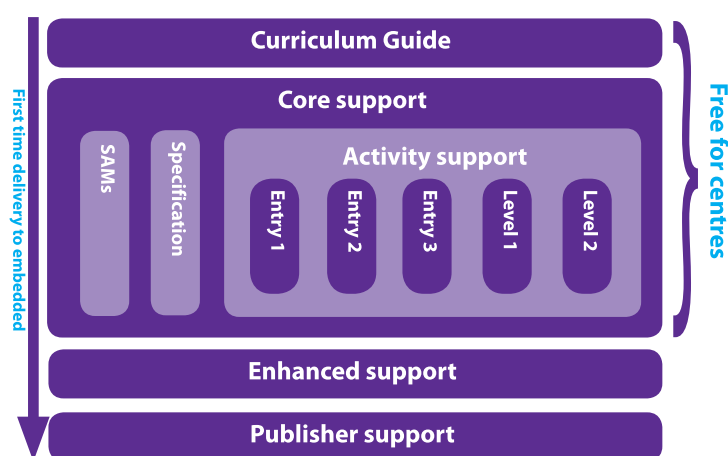 Curriculum Guide
First time delivery to embedded
Core support
SAMs
Specification
Activity support
Entry 1
Entry 2
Entry 3
Level 1
Level 2
Free for centres
Enhanced support
Publisher support